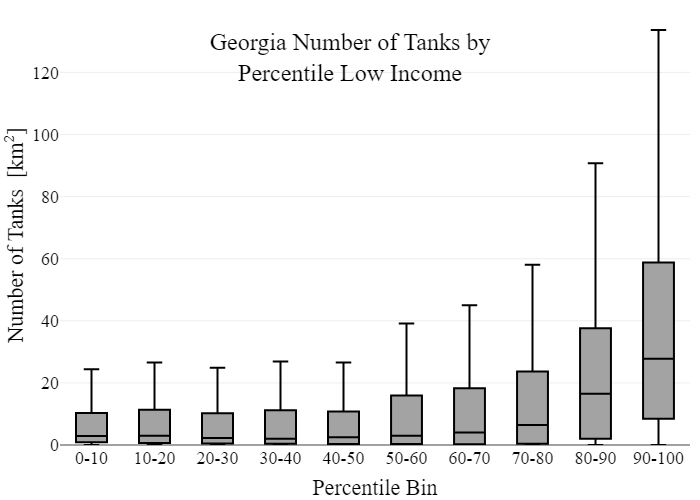 Georgia Number of Tanks by
Percentile Low Income
Number of Tanks [km²]
120
100
80
60
40
20
0
0-10 10-20 20-30 30-40 40-50 50-60 60-70 70-80 80-90 90-100
Percentile Bin